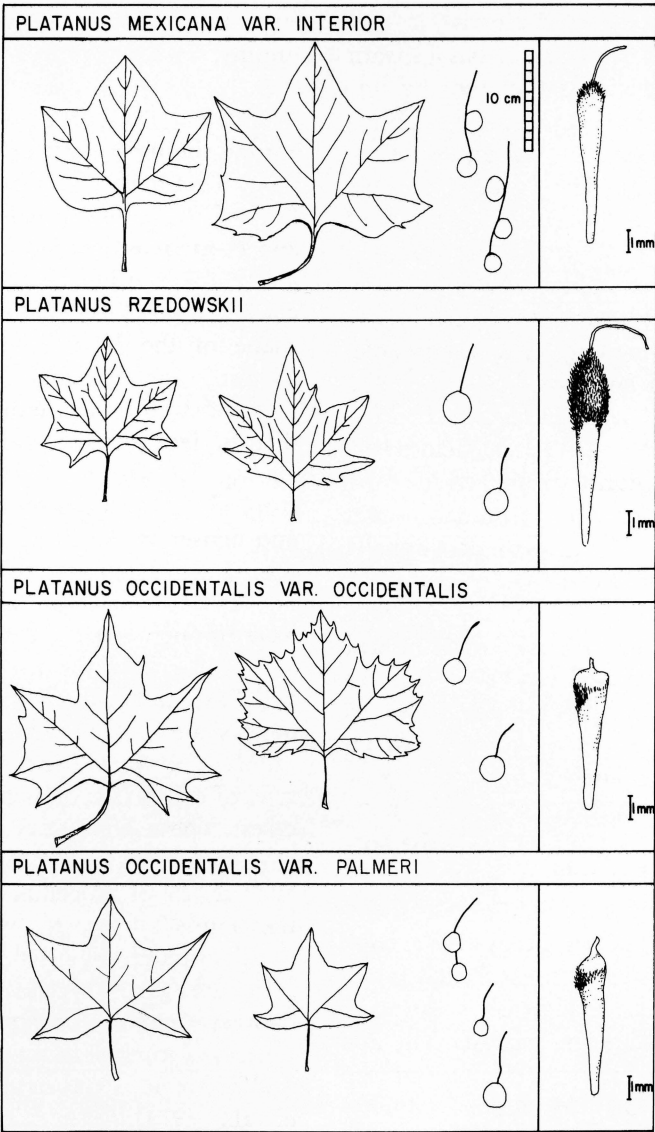 PLATANUS MEXICANA VAR. INTERIOR
10 cm
1mm
PLATANUS RZEDOWSKII
1mm
PLATANUS OCCIDENTALIS VAR. OCCIDENTALIS
1mm
PLATANUS OCCIDENTALIS VAR. PALMERI
1mm